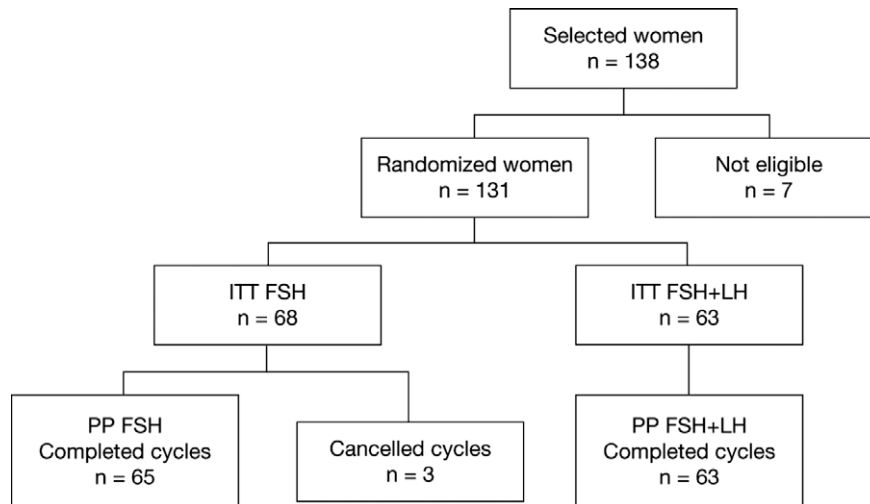 Selected women
n = 138
Randomized women
n = 131
Not eligible
n = 7
ITT FSH
n = 68
ITT FSH+LH
n = 63
PP FSH
Completed cycles
n = 65
Cancelled cycles
n = 3
PP FSH+LH
Completed cycles
n = 63